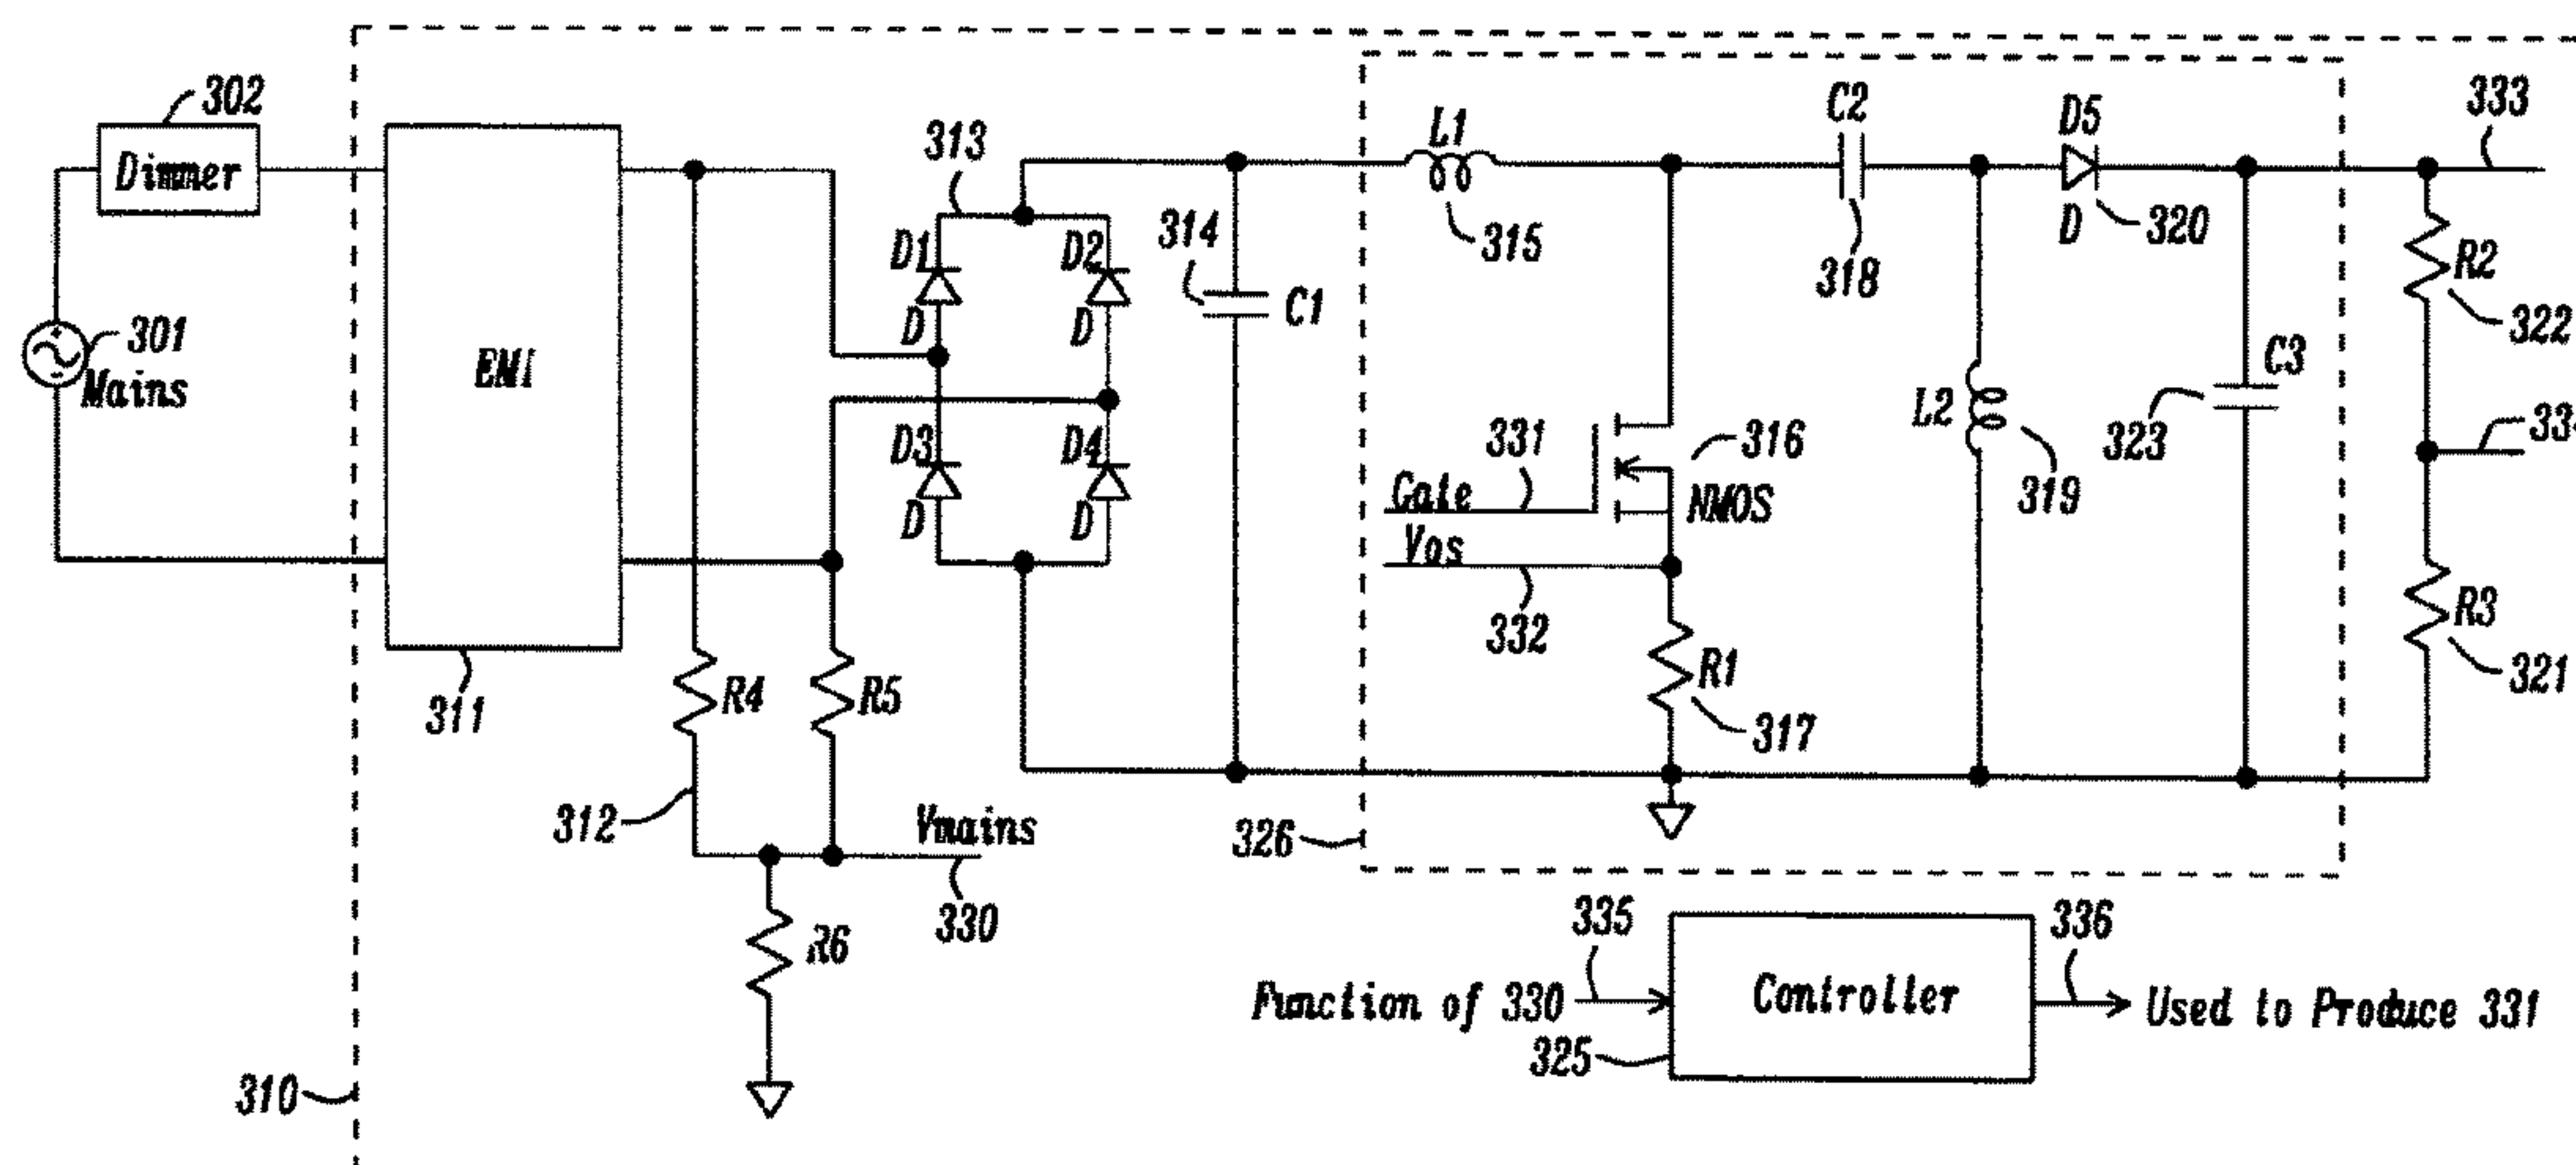 302
Dimmer
301
Mains
EMI
311
R4
R5
312
Vmains
330
R6
310
313
D1
D
D2
D
D3
D
D4
D
314
C1
L1
315
C2
318
D5
D
320
333
R2
322
331
Gate
316
NMOS
Vos
332
R1
317
L2
319
C3
323
R3
321
326
335
336
Function of 330
Controller
Used to Produce 331
325